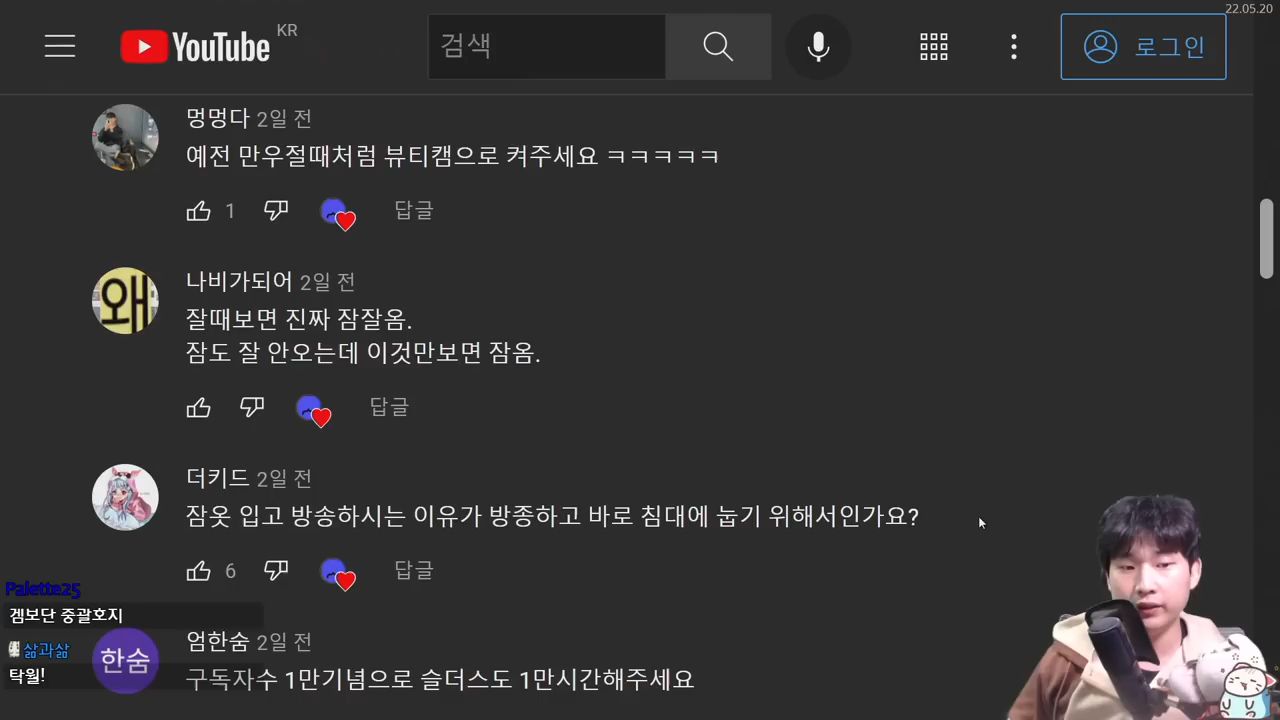 22.05.20
YouTube KR
검색
로그인
멍멍다 2일 전
예전 만우절때처럼 뷰티캠으로 켜주세요 ㅋㅋㅋㅋㅋ
1 답글
왜
나비가되어 2일 전
잘때보면 진짜 잠잘옴.
잠도 잘 안오는데 이것만보면 잠옴.
답글
더키드 2일 전
잠옷 입고 방송하시는 이유가 방종하고 바로 침대에 눕기 위해서인가요?
6 답글
Palette25
겜보단 중괄호지
삶과삶
탁월!
한숨
엄한숨 2일 전
구독자수 1만기념으로 슬더스도 1만시간해주세요